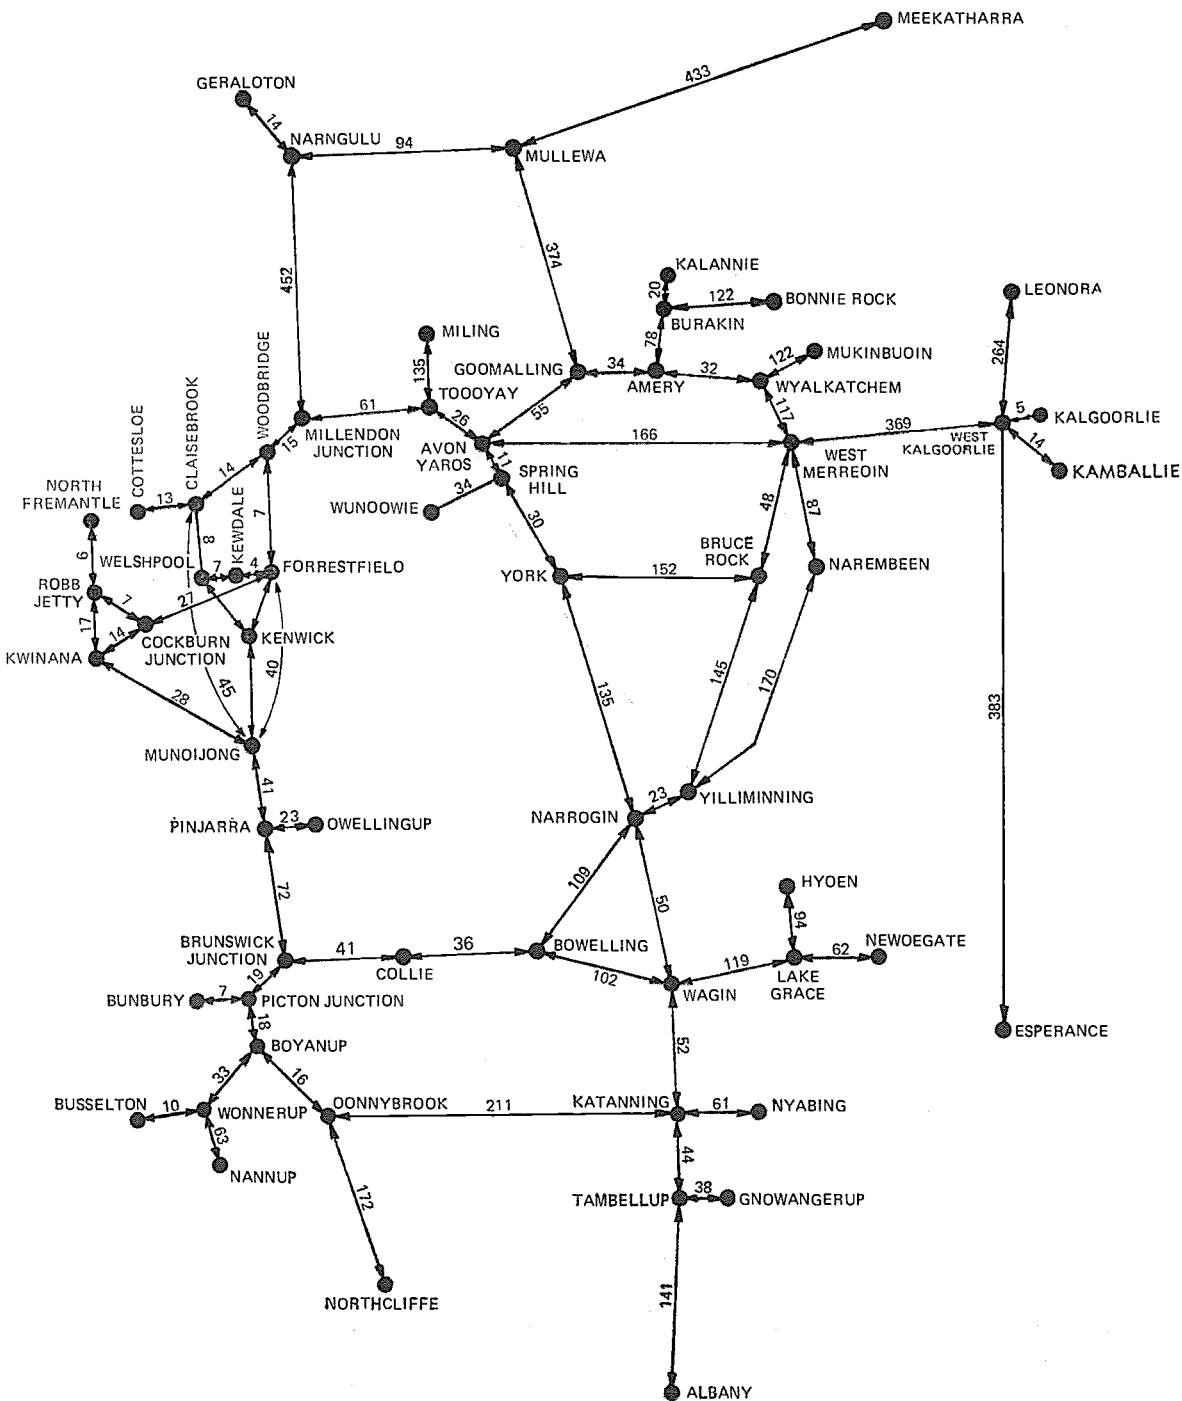 MEEKATHARRA
433
GERALOTON
14
NARNGULU
94
MULLEWA
452
374
KALANNIE
20
122
BONNIE ROCK
BURAKIN
LEONORA
78
264
MILING
135
GOOMALLING
34
AMERY
32
122
MUKINBUOIN
WYALKATCHEM
WOODBRIDGE
TOOOYAY
61
26
55
117
MILLENDON
JUNCTION
15
AVON
YAROS
166
WEST
MERREOIN
369
WEST
KALGOORLIE
5
KALGOORLIE
14
KAMBALLIE
COTTESLOE
CLAISEBROOK
14
11
SPRING
HILL
34
WUNOOWIE
NORTH
FREMANTLE
13
8
KEWDALE
7
30
48
87
6
WELSHPOOL
7
4
FORRESTFIELO
BRUCE
ROCK
NAREMBEEN
YORK
152
ROBB
JETTY
7
27
17
14
COCKBURN
JUNCTION
KENWICK
KWINANA
28
45
40
135
145
170
383
MUNOIJONG
41
PINJARRA
23
OWELLINGUP
NARROGIN
23
YILLIMINNING
72
109
50
HYOEN
94
BRUNSWICK
JUNCTION
41
COLLIE
36
BOWELLING
102
119
LAKE
GRACE
62
NEWOEGATE
WAGIN
19
BUNBURY
7
PICTON JUNCTION
18
BOYANUP
52
ESPERANCE
33
16
BUSSELTON
10
WONNERUP
OONNYBROOK
211
KATANNING
61
NYABING
63
NANNUP
44
172
TAMBELLUP
38
GNOWANGERUP
NORTHCLIFFE
141
ALBANY